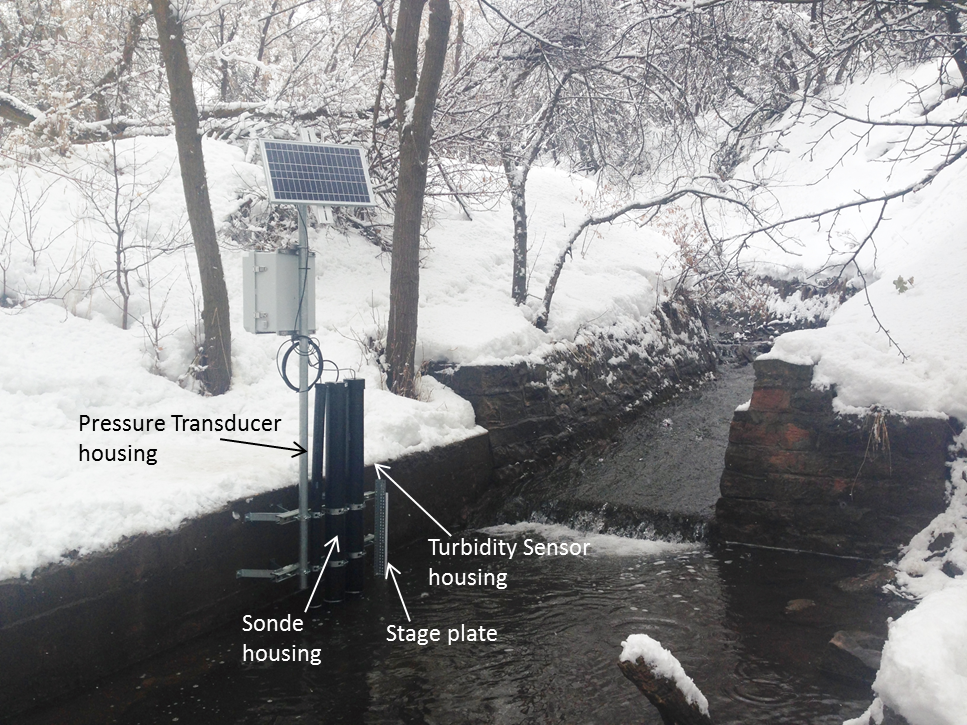 Pressure Transducer
housing
Turbidity Sensor
housing
Sonde
housing
Stage plate